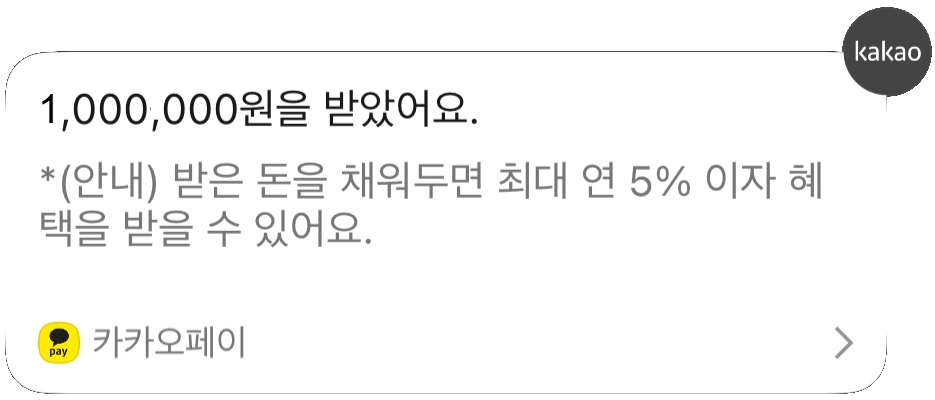 kakao
1,000,000원을 받았어요.
*(안내) 받은 돈을 채워두면 최대 연 5% 이자 혜
택을 받을 수 있어요.
pay 카카오페이